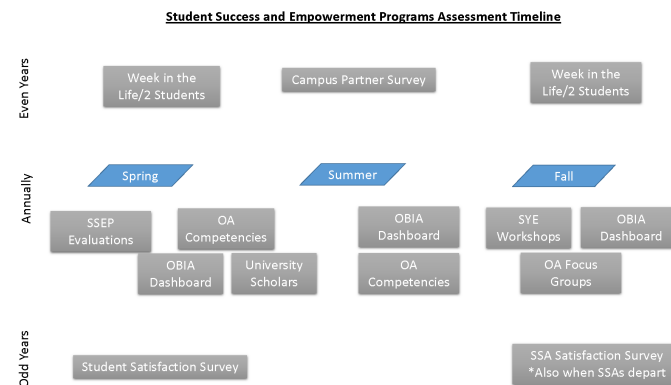 Student Success and Empowerment Programs Assessment Timeline
Even Years
Week in the
Life/2 Students
Campus Partner Survey
Week in the
Life/2 Students
Annually
Spring
Summer
Fall
SSEP
Evaluations
OA
Competencies
OBIA
Dashboard
SYE
Workshops
OBIA
Dashboard
OBIA
Dashboard
University
Scholars
OA
Competencies
OA Focus
Groups
Odd Years
Student Satisfaction Survey
SSA Satisfaction Survey
*Also when SSAs depart